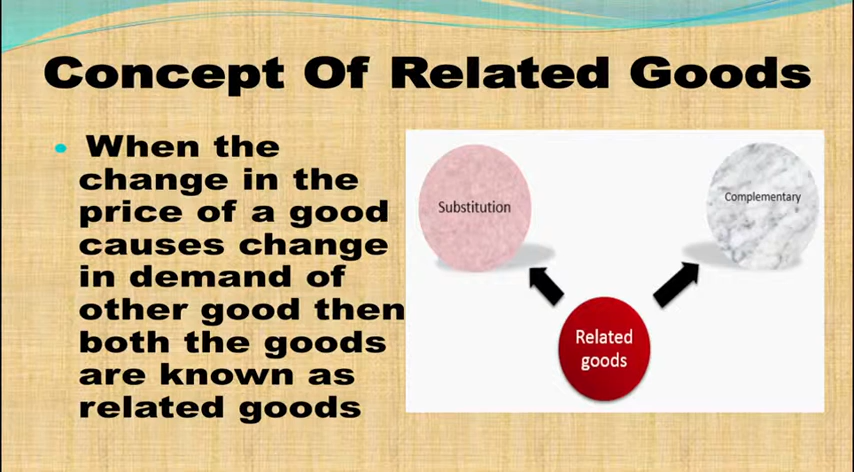 Concept Of Related Goods
When the
change in the
price of a good
causes change
in demand of
other good then
both the goods
are known as
related goods
Substitution
Complementary
Related
goods